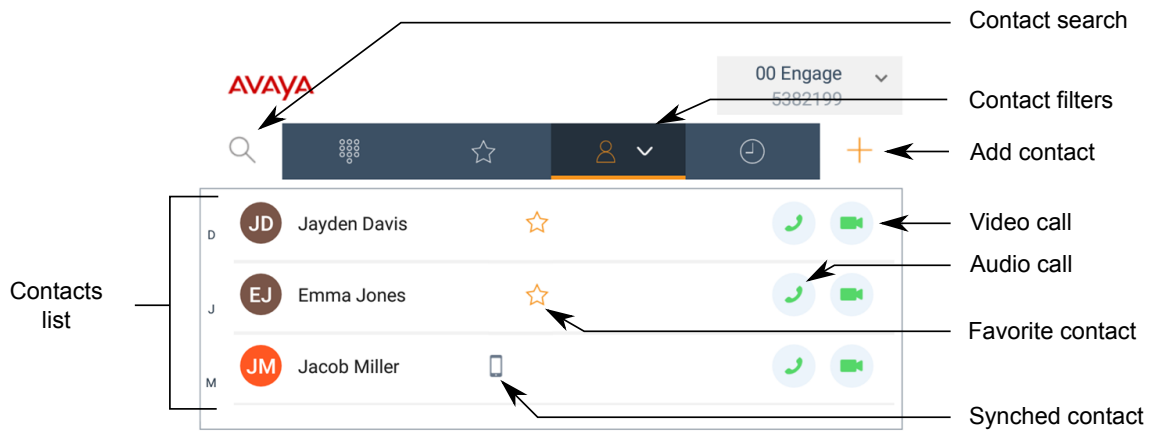 Contact search
AVAYA
00 Engage
5382199
Contact filters
Add contact
D
JD
Jayden Davis
Video call
Audio call
Contacts
list
J
EJ
Emma Jones
Favorite contact
M
JM
Jacob Miller
Synched contact